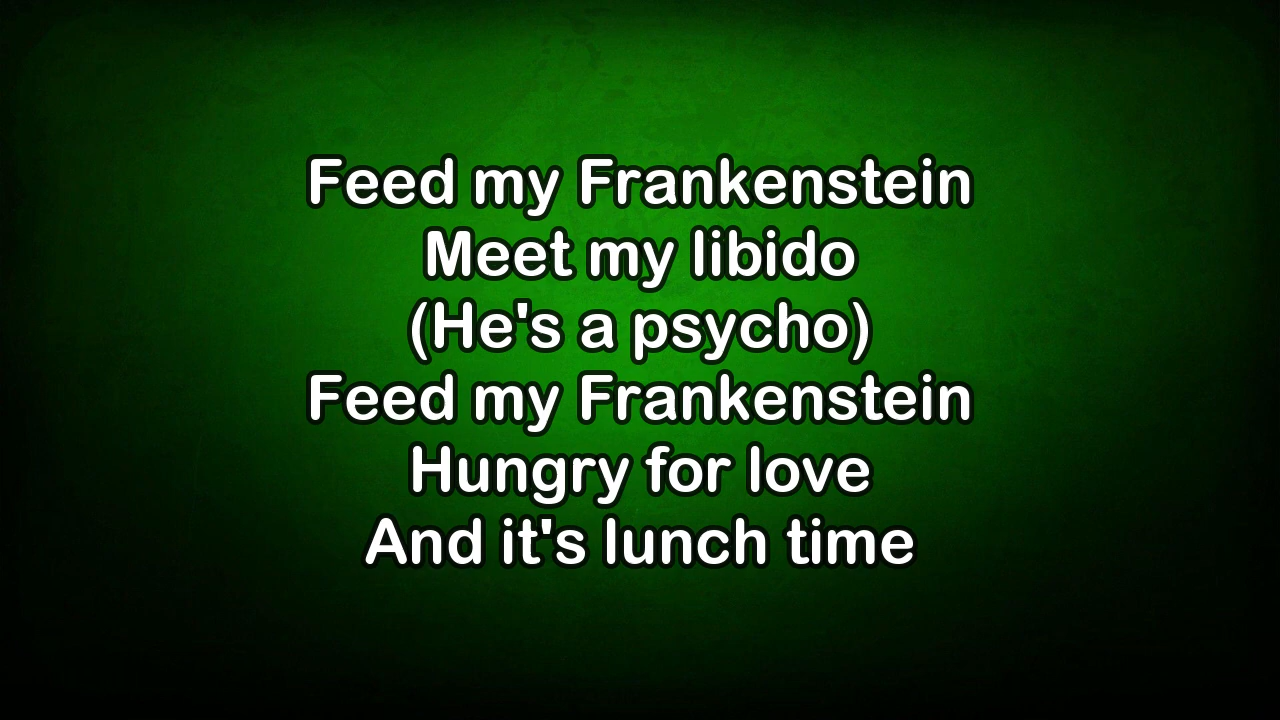 Feed my Frankenstein
Meet my libido
(He's a psycho)
Feed my Frankenstein
Hungry for love
And it's lunch time